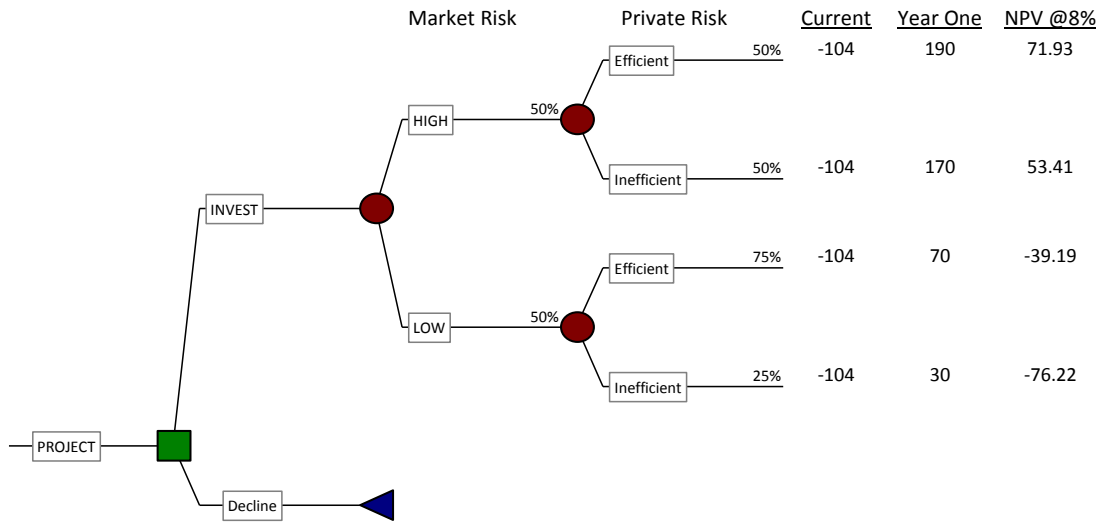 Market Risk Private Risk Current Year One NPV @8%
Efficient 50% -104 190 71.93
HIGH 50%
Inefficient 50% -104 170 53.41
INVEST
Efficient 75% -104 70 -39.19
LOW 50%
Inefficient 25% -104 30 -76.22
PROJECT
Decline